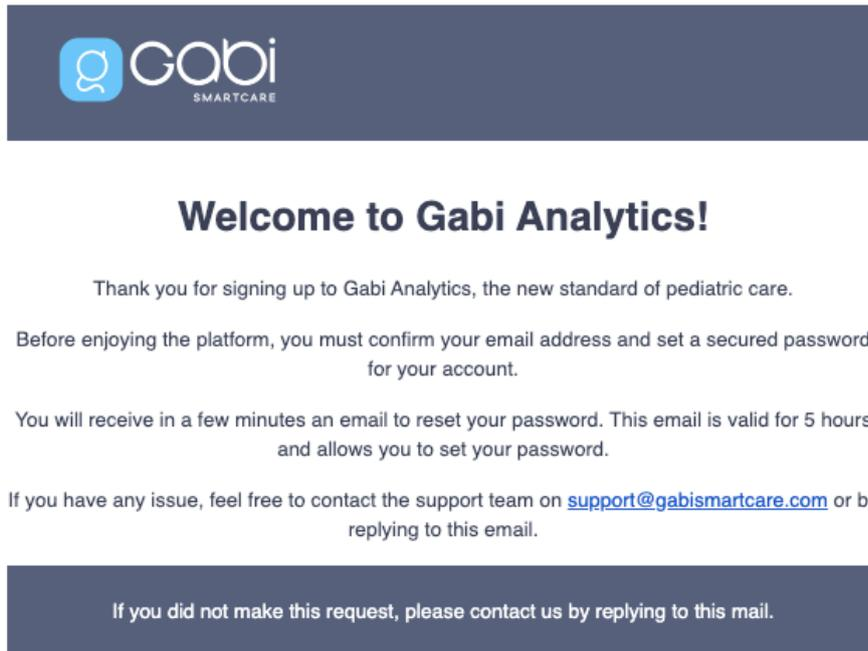 g Gabi
SMARTCARE
Welcome to Gabi Analytics!
Thank you for signing up to Gabi Analytics, the new standard of pediatric care.
Before enjoying the platform, you must confirm your email address and set a secured password
for your account.
You will receive in a few minutes an email to reset your password. This email is valid for 5 hours
and allows you to set your password.
If you have any issue, feel free to contact the support team on support@gabismartcare.com or b
replying to this email.
If you did not make this request, please contact us by replying to this mail.